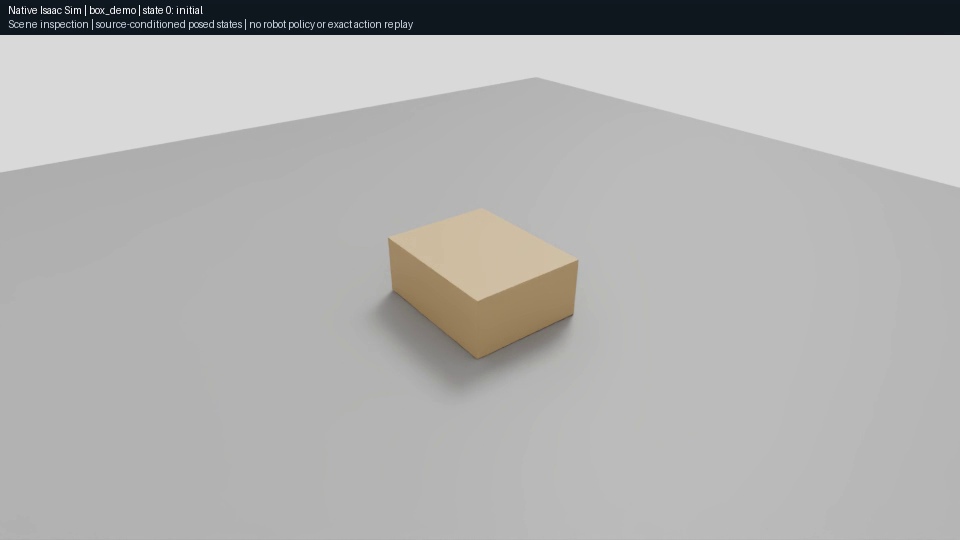 Native Isaac Sim | box_demo | state 0: initial
Scene inspection | source-conditioned posed states | no robot policy or exact action replay